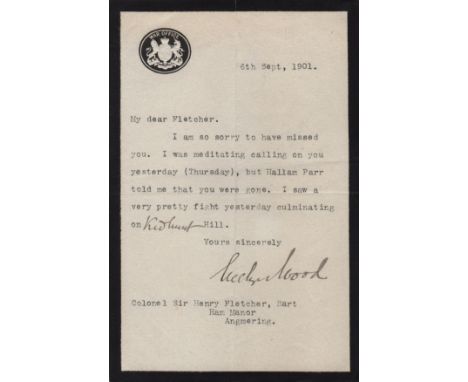 WAR OFFICE
6th Sept, 1901.
My dear Fletcher.
I am so sorry to have missed
you. I was meditating calling on you
yesterday (Thursday), but Hallam Parr
told me that you were gone. I saw a
very pretty fight yesterday culminating
on Hill.
Yours sincerely
Evelyn Wood
Colonel Sir Henry Fletcher, Bart
Ham Manor
Angmering.